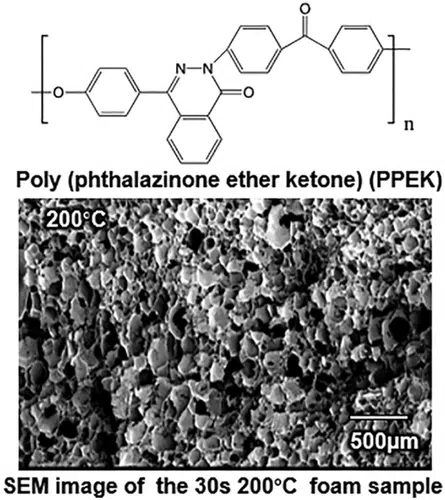 O
N
N
O
O
n
Poly (phthalazinone ether ketone) (PPEK)
200°C
500μm
SEM image of the 30s 200°C foam sample